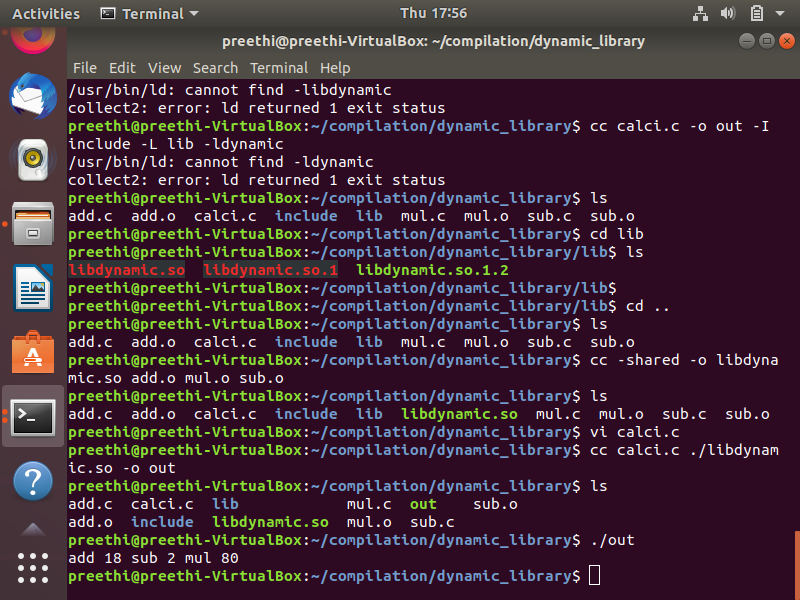 Activities Terminal Thu 17:56
preethi@preethi-VirtualBox: ~/compilation/dynamic_library
File Edit View Search Terminal Help
/usr/bin/ld: cannot find -libdynamic
collect2: error: ld returned 1 exit status
preethi@preethi-VirtualBox:~/compilation/dynamic_library$ cc calci.c -o out -I
include -L lib -ldynamic
/usr/bin/ld: cannot find -ldynamic
collect2: error: ld returned 1 exit status
preethi@preethi-VirtualBox:~/compilation/dynamic_library$ ls
add.c add.o calci.c include lib mul.c mul.o sub.c sub.o
preethi@preethi-VirtualBox:~/compilation/dynamic_library$ cd lib
preethi@preethi-VirtualBox:~/compilation/dynamic_library/lib$ ls
libdynamic.so libdynamic.so.1 libdynamic.so.1.2
preethi@preethi-VirtualBox:~/compilation/dynamic_library/lib$
preethi@preethi-VirtualBox:~/compilation/dynamic_library/lib$ cd ..
preethi@preethi-VirtualBox:~/compilation/dynamic_library$ ls
add.c add.o calci.c include lib mul.c mul.o sub.c sub.o
preethi@preethi-VirtualBox:~/compilation/dynamic_library$ cc -shared -o libdyna
mic.so add.o mul.o sub.o
preethi@preethi-VirtualBox:~/compilation/dynamic_library$ ls
add.c add.o calci.c include lib libdynamic.so mul.c mul.o sub.c sub.o
preethi@preethi-VirtualBox:~/compilation/dynamic_library$ vi calci.c
preethi@preethi-VirtualBox:~/compilation/dynamic_library$ cc calci.c ./libdynam
ic.so -o out
preethi@preethi-VirtualBox:~/compilation/dynamic_library$ ls
add.c calci.c lib mul.c out sub.o
add.o include libdynamic.so mul.o sub.c
preethi@preethi-VirtualBox:~/compilation/dynamic_library$ ./out
add 18 sub 2 mul 80
preethi@preethi-VirtualBox:~/compilation/dynamic_library$